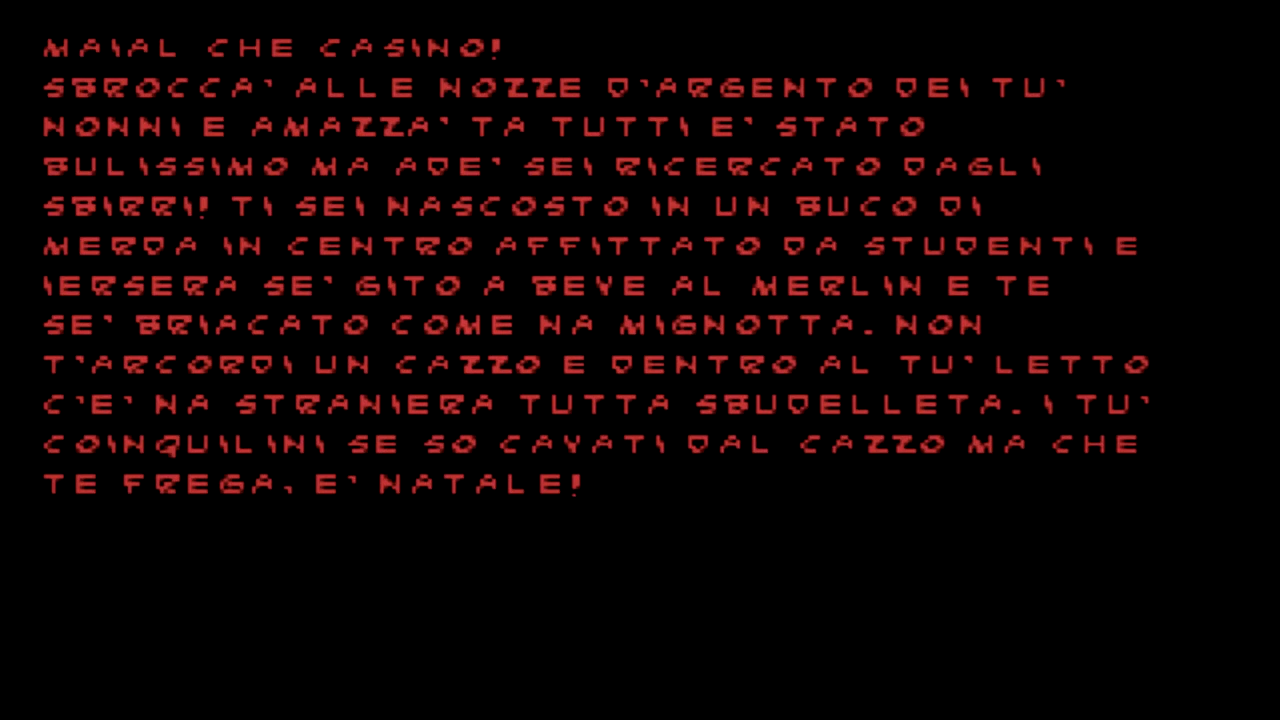 MAIAL CHE CASINO!
SBROCCA' ALLE NOZZE D'ARGENTO DEI TU'
NONNI E AMAZZA' TA TUTTI E' STATO
BULISSIMO MA ADE' SEI RICERCATO DAGLI
SBIRRI! TI SEI NASCOSTO IN UN BUCO DI
MERDA IN CENTRO AFFITTATO DA STUDENTI E
IERSERA SE' GITO A BEVE AL MERLIN E TE
SE' BRIACATO COME NA MIGNOTTA. NON
T'ARCORDI UN CAZZO E DENTRO AL TU' LETTO
C'E' NA STRANIERA TUTTA SBUDELLETA. I TU'
COINQUILINI SE SO CAVATI DAL CAZZO MA CHE
TE FREGA, E' NATALE!